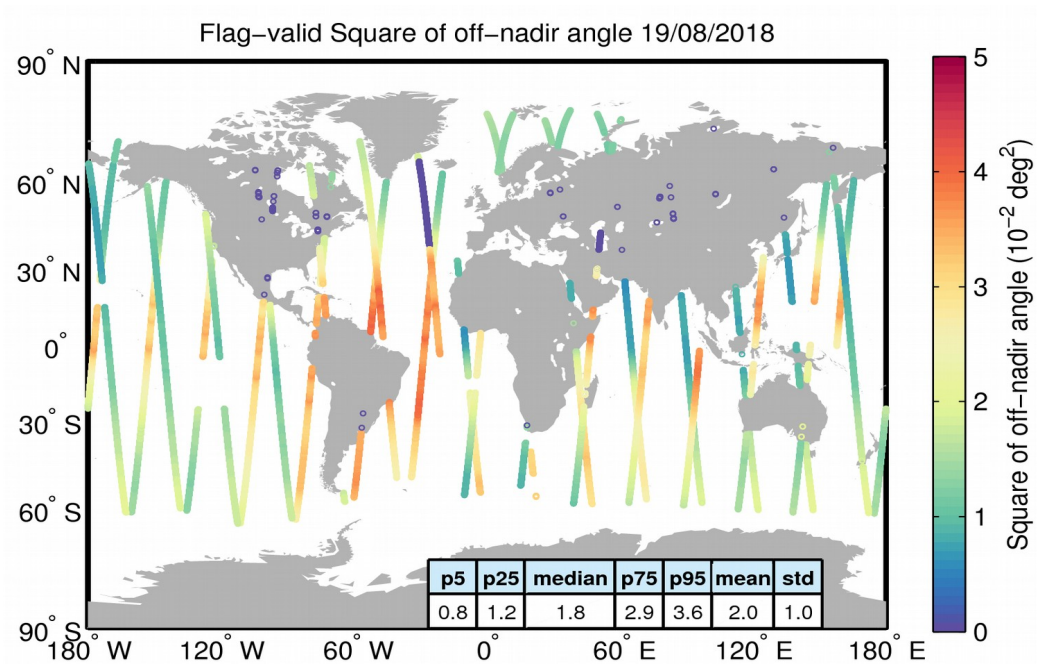 Flag-valid Square of off-nadir angle 19/08/2018
90° N
60° N
30° N
0°
30° S
60° S
90° S
180° W
120° W
60° W
0°
60° E
120° E
180° E
p5 p25 median p75 p95 mean std
0.8 1.2 1.8 2.9 3.6 2.0 1.0
5
4
3
2
1
0
Square of off-nadir angle (10⁻² deg²)